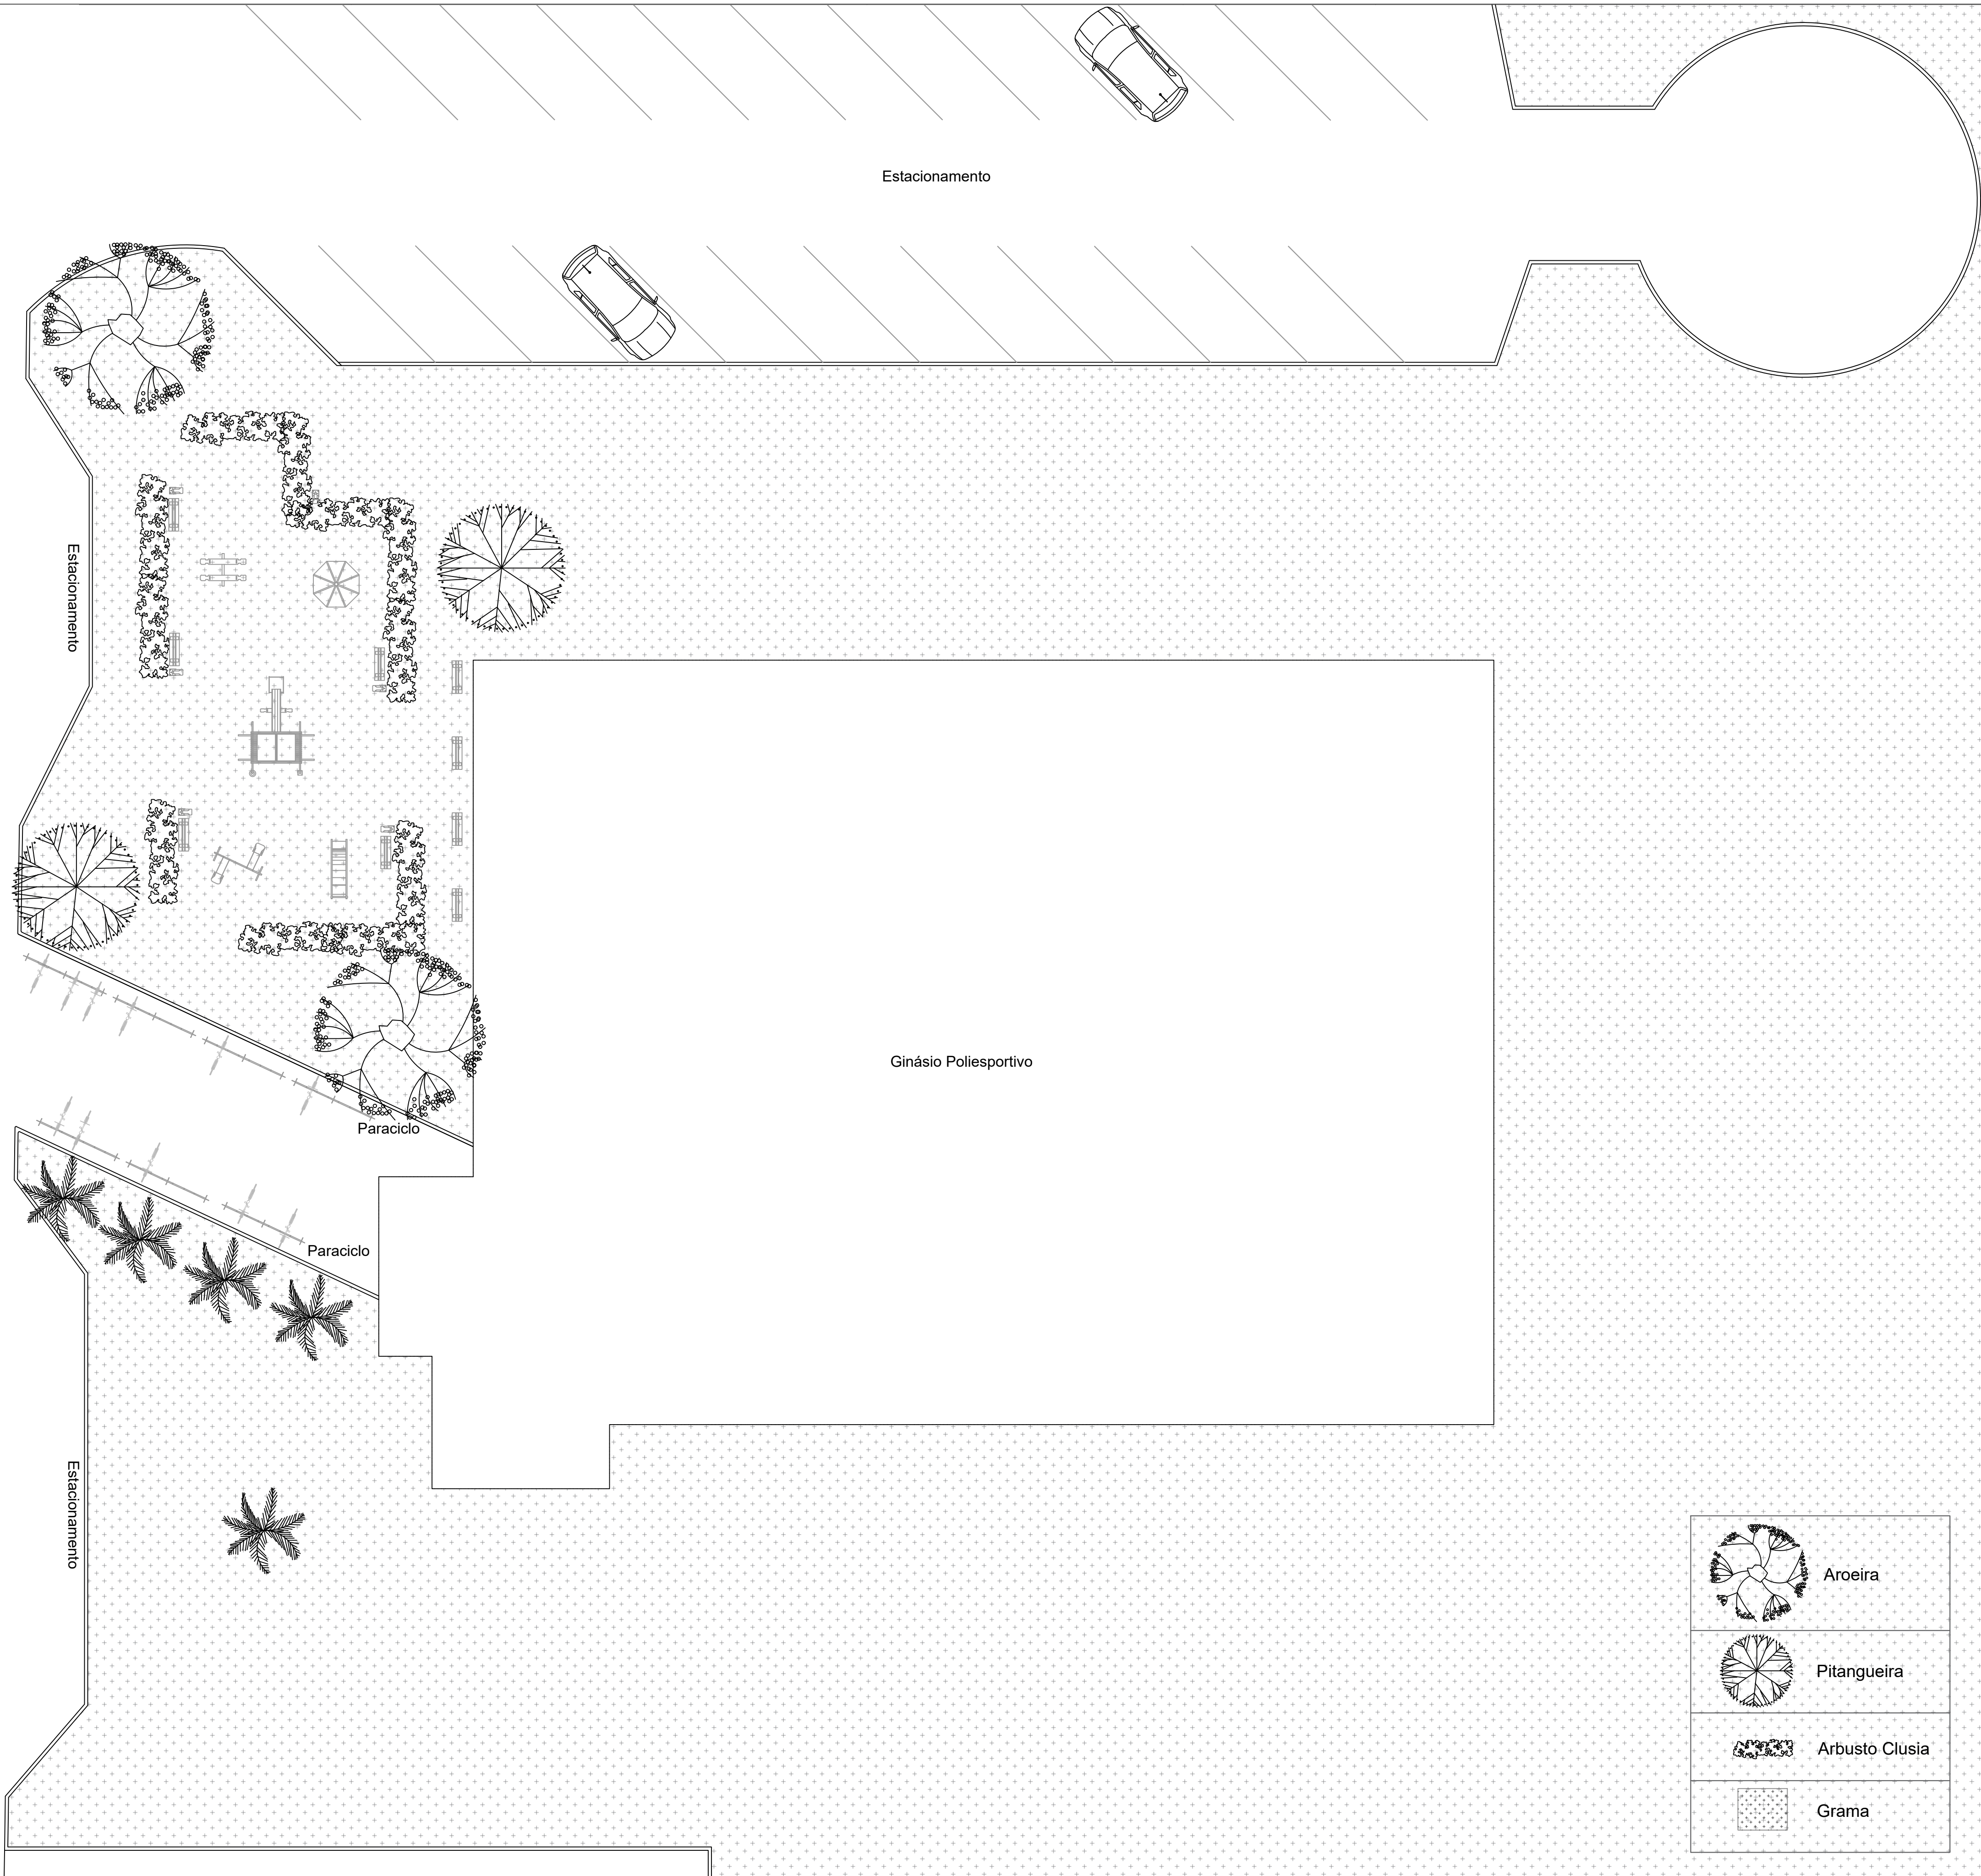 Estacionamento
Estacionamento
Ginásio Poliesportivo
Paraciclo
Paraciclo
Estacionamento
Aroeira
Pitangueira
Arbusto Clusia
Grama